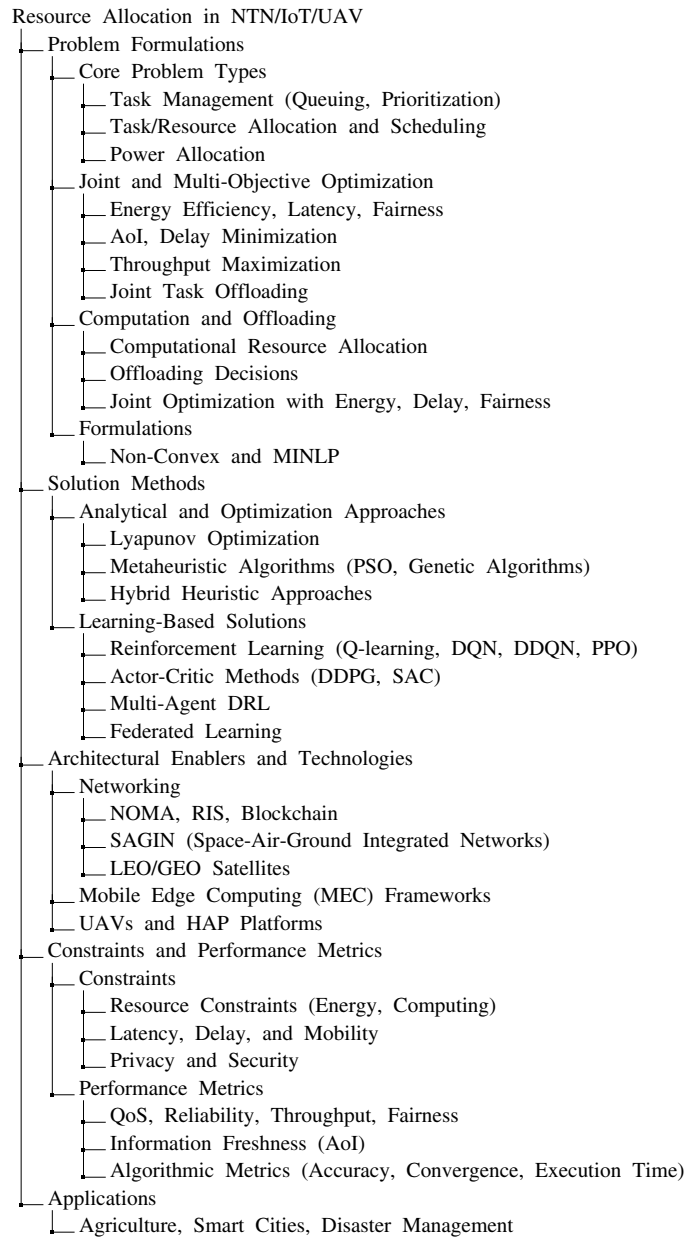 Resource Allocation in NTN/IoT/UAV
Problem Formulations
Core Problem Types
Task Management (Queuing, Prioritization)
Task/Resource Allocation and Scheduling
Power Allocation
Joint and Multi-Objective Optimization
Energy Efficiency, Latency, Fairness
AoI, Delay Minimization
Throughput Maximization
Joint Task Offloading
Computation and Offloading
Computational Resource Allocation
Offloading Decisions
Joint Optimization with Energy, Delay, Fairness
Formulations
Non-Convex and MINLP
Solution Methods
Analytical and Optimization Approaches
Lyapunov Optimization
Metaheuristic Algorithms (PSO, Genetic Algorithms)
Hybrid Heuristic Approaches
Learning-Based Solutions
Reinforcement Learning (Q-learning, DQN, DDQN, PPO)
Actor-Critic Methods (DDPG, SAC)
Multi-Agent DRL
Federated Learning
Architectural Enablers and Technologies
Networking
NOMA, RIS, Blockchain
SAGIN (Space-Air-Ground Integrated Networks)
LEO/GEO Satellites
Mobile Edge Computing (MEC) Frameworks
UAVs and HAP Platforms
Constraints and Performance Metrics
Constraints
Resource Constraints (Energy, Computing)
Latency, Delay, and Mobility
Privacy and Security
Performance Metrics
QoS, Reliability, Throughput, Fairness
Information Freshness (AoI)
Algorithmic Metrics (Accuracy, Convergence, Execution Time)
Applications
Agriculture, Smart Cities, Disaster Management